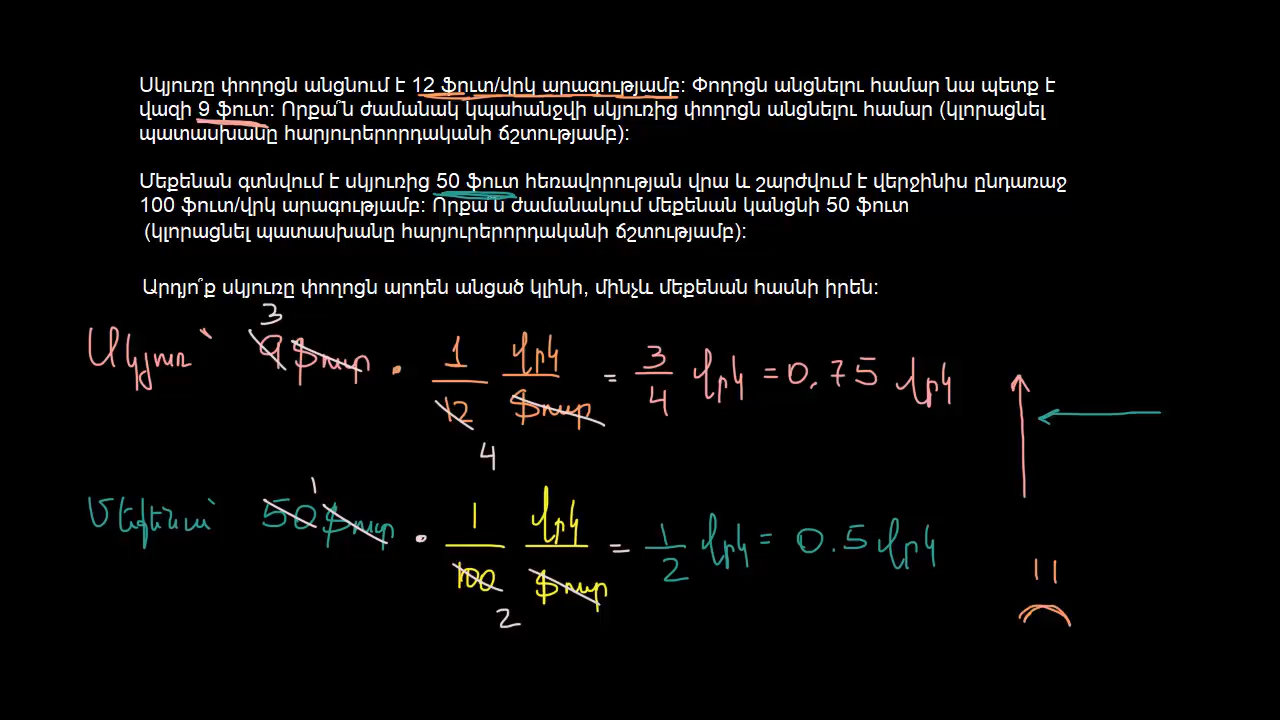 Սկյուռը փողոցն անցնում է 12 ֆուտ/վրկ արագությամբ: Փողոցն անցնելու համար նա պետք է
վազի 9 ֆուտ: Որքա՞ն ժամանակ կպահանջվի սկյուռից փողոցն անցնելու համար (կլորացնել
պատասխանը հարյուրերորդականի ճշտությամբ):
Մեքենան գտնվում է սկյուռից 50 ֆուտ հեռավորության վրա և շարժվում է վերջինիս ընդառաջ
100 ֆուտ/վրկ արագությամբ: Որքա՞ն ժամանակում մեքենան կանցնի 50 ֆուտ
(կլորացնել պատասխանը հարյուրերորդականի ճշտությամբ):
Արդյո՞ք սկյուռը փողոցն արդեն անցած կլինի, մինչև մեքենան հասնի իրեն:
3
Սկյուռ՝ 9 ֆուտ · 1/12 վրկ/ֆուտ = 3/4 վրկ = 0.75 վրկ
4
1
Մեքենա՝ 50 ֆուտ · 1/100 վրկ/ֆուտ = 1/2 վրկ = 0.5 վրկ
2